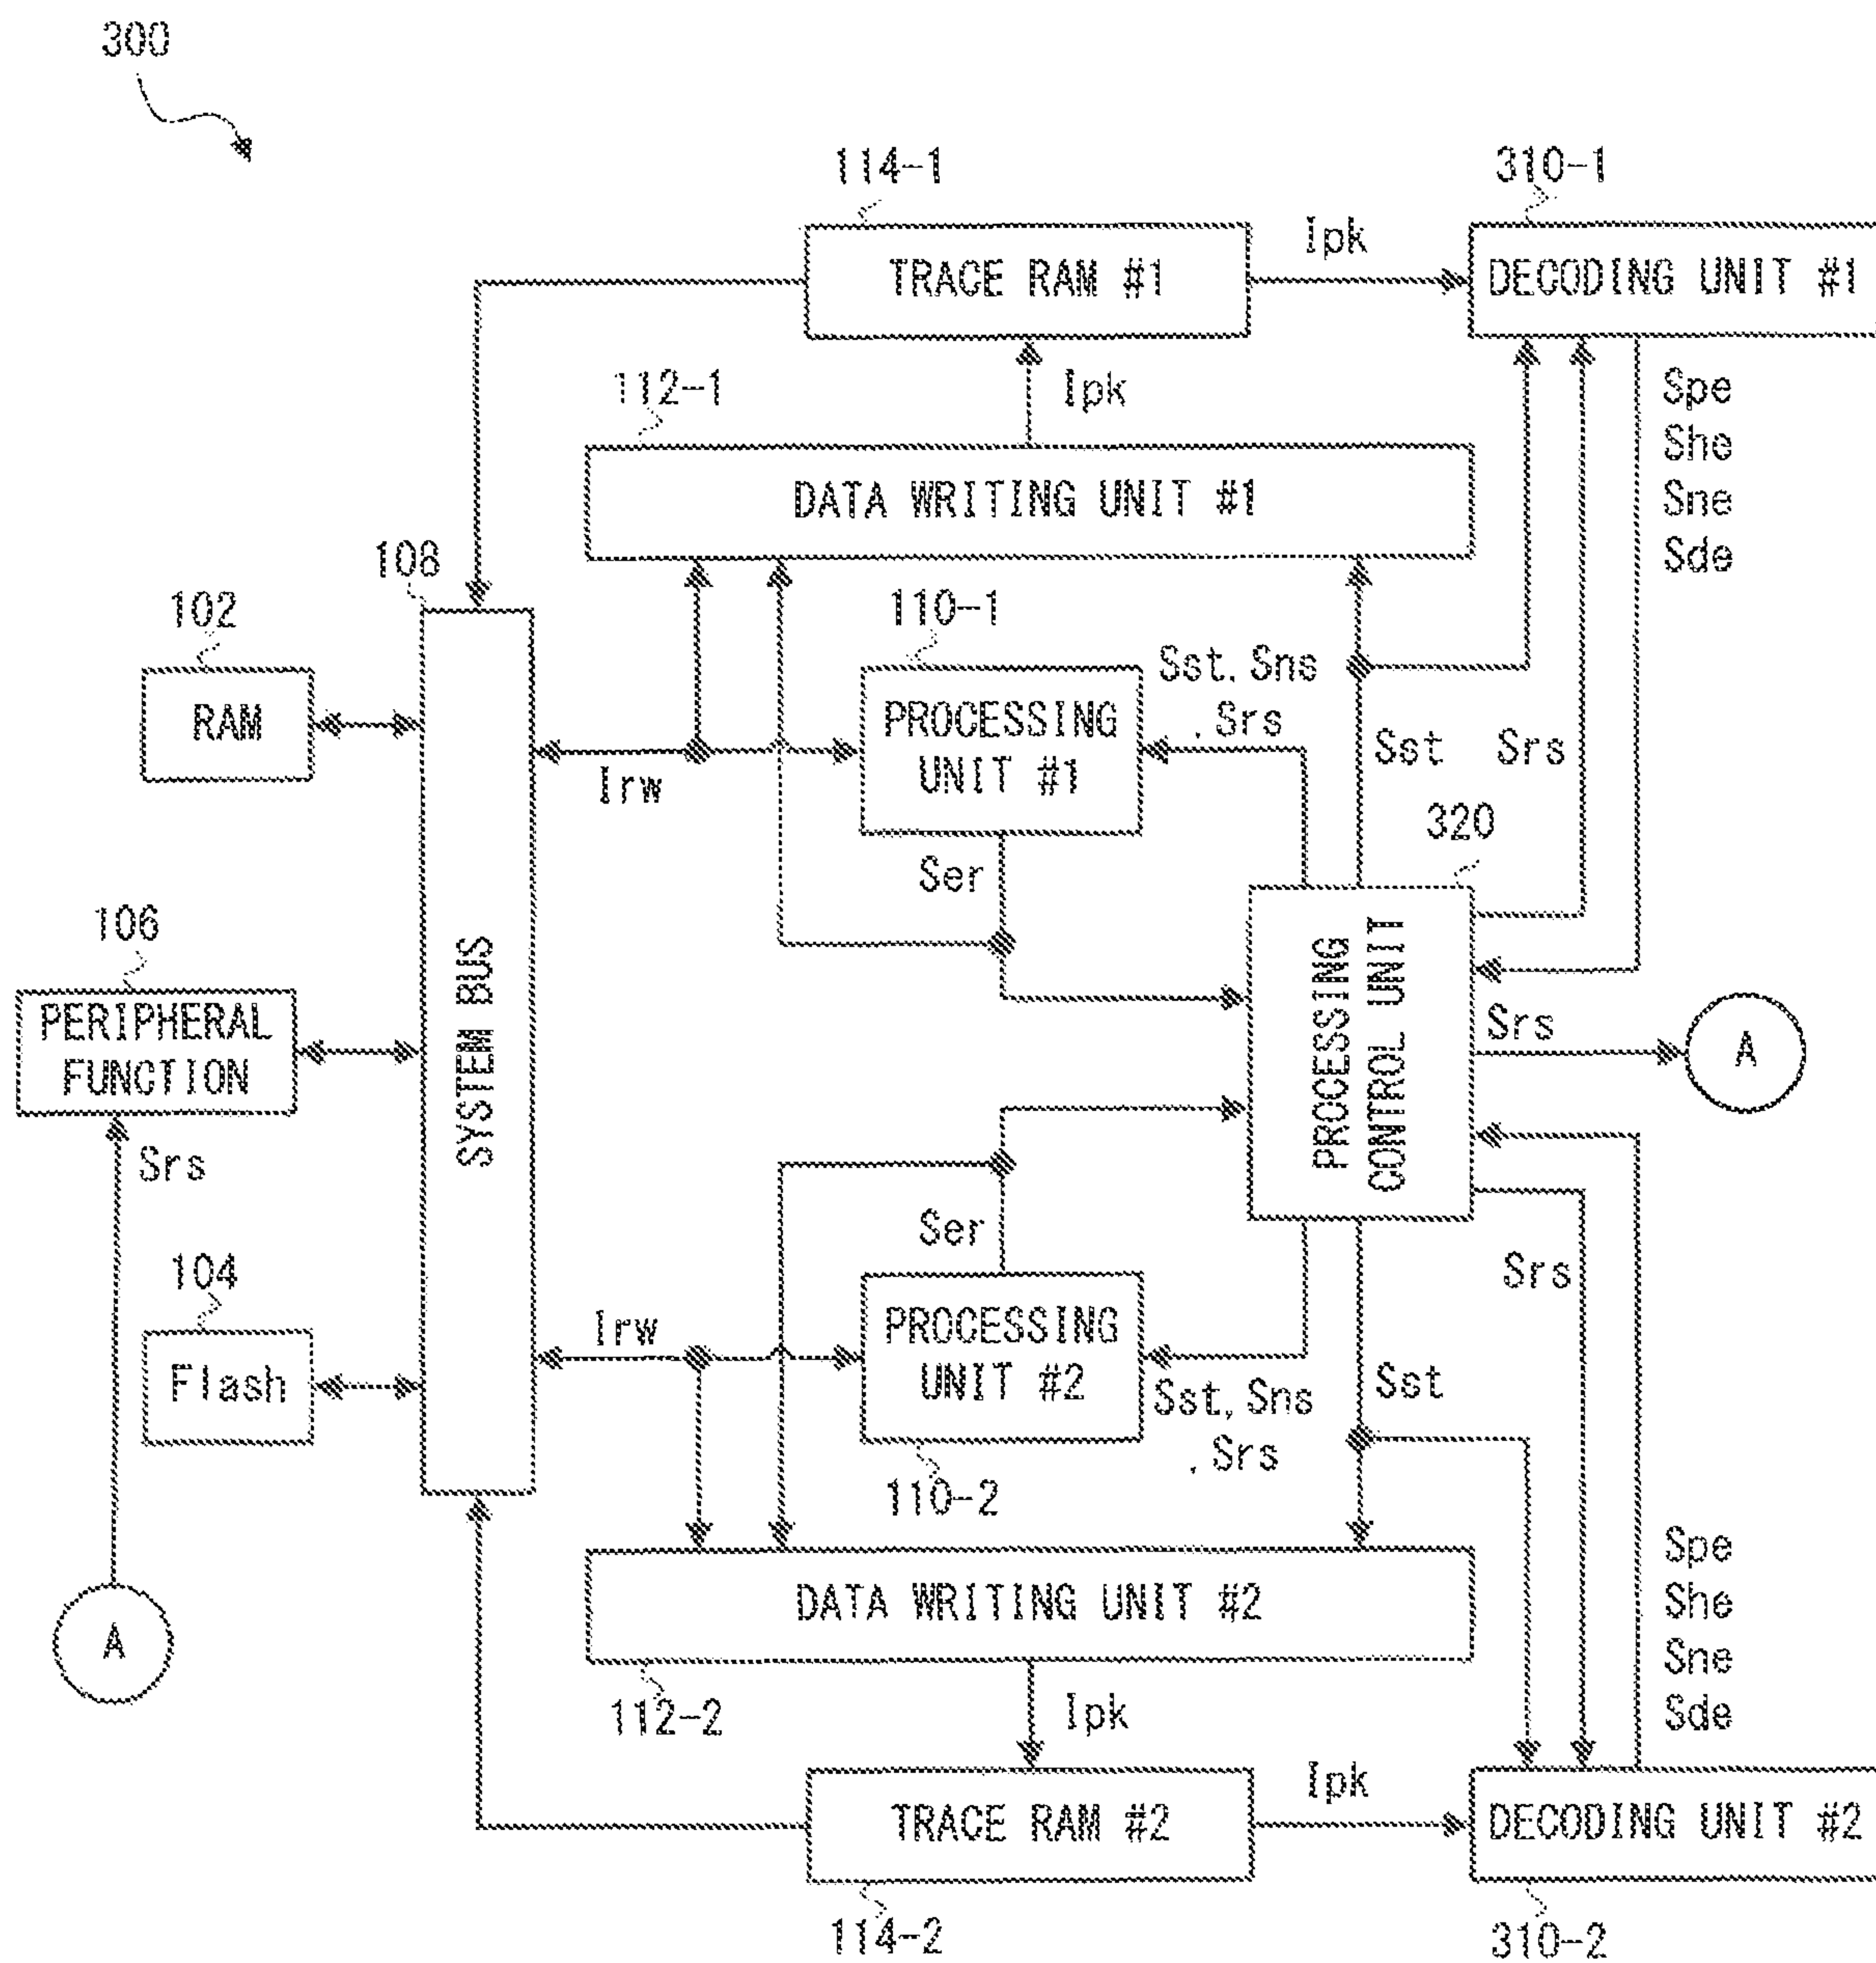 300
114-1
310-1
TRACE RAM #1
Ipk
DECODING UNIT #1
112-1
Ipk
Spe
She
Sne
Sde
DATA WRITING UNIT #1
108
102
110-1
RAM
PROCESSING
UNIT #1
Sst, Sns
, Srs
Sst
Srs
Irw
320
Ser
106
PERIPHERAL
FUNCTION
SYSTEM BUS
PROCESSING
CONTROL UNIT
Srs
A
Srs
Ser
104
Flash
Irw
PROCESSING
UNIT #2
Srs
Sst, Sns
, Srs
Sst
110-2
Spe
She
Sne
Sde
DATA WRITING UNIT #2
A
112-2
Ipk
TRACE RAM #2
Ipk
DECODING UNIT #2
114-2
310-2